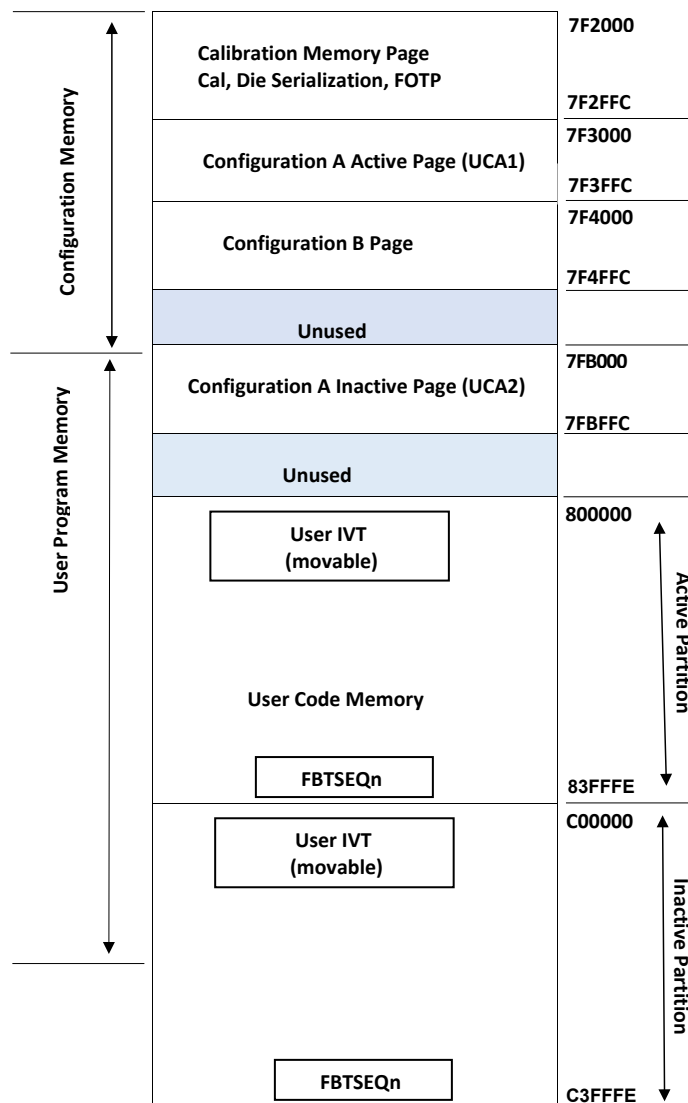 7F2000
Calibration Memory Page
Cal, Die Serialization, FOTP
7F2FFC
Configuration Memory
7F3000
Configuration A Active Page (UCA1)
7F3FFC
7F4000
Configuration B Page
7F4FFC
Unused
7FB000
Configuration A Inactive Page (UCA2)
7FBFFC
User Program Memory
Unused
800000
User IVT
(movable)
Active Partition
User Code Memory
FBTSEQn
83FFFE
C00000
User IVT
(movable)
Inactive Partition
FBTSEQn
C3FFFE